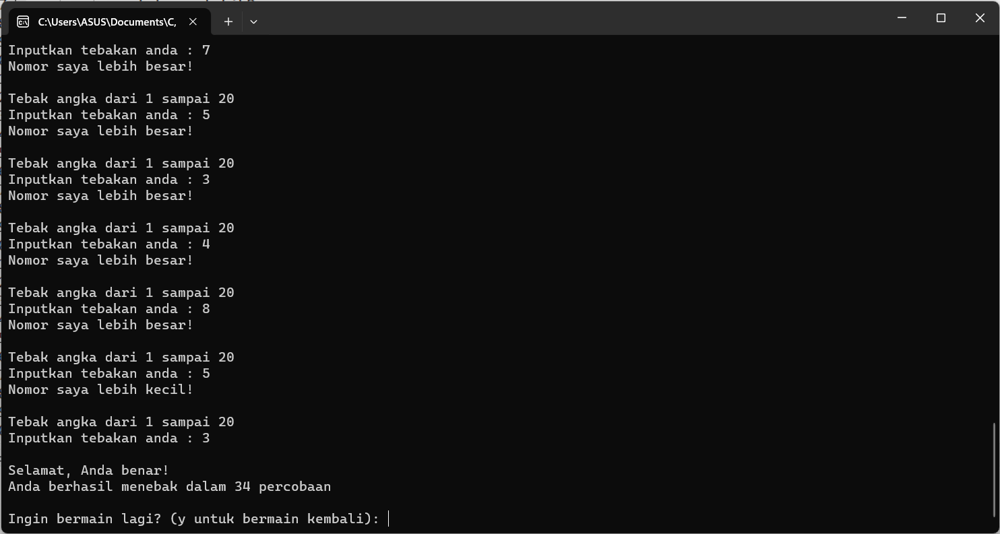 C:\Users\ASUS\Documents\C,
Inputkan tebakan anda : 7
Nomor saya lebih besar!
Tebak angka dari 1 sampai 20
Inputkan tebakan anda : 5
Nomor saya lebih besar!
Tebak angka dari 1 sampai 20
Inputkan tebakan anda : 3
Nomor saya lebih besar!
Tebak angka dari 1 sampai 20
Inputkan tebakan anda : 4
Nomor saya lebih besar!
Tebak angka dari 1 sampai 20
Inputkan tebakan anda : 8
Nomor saya lebih besar!
Tebak angka dari 1 sampai 20
Inputkan tebakan anda : 5
Nomor saya lebih kecil!
Tebak angka dari 1 sampai 20
Inputkan tebakan anda : 3
Selamat, Anda benar!
Anda berhasil menebak dalam 34 percobaan
Ingin bermain lagi? (y untuk bermain kembali):